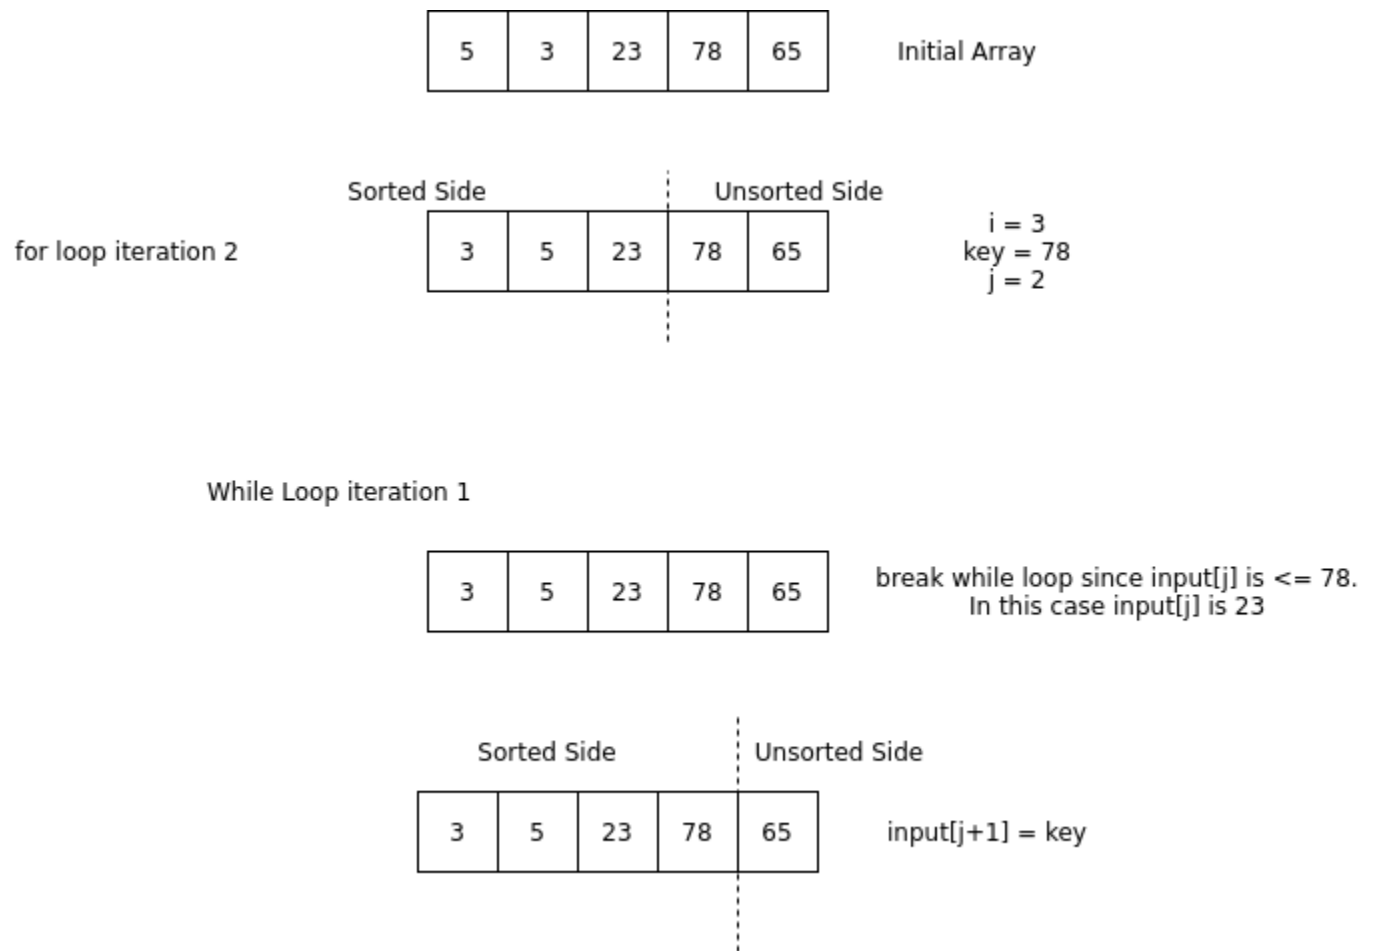 5 3 23 78 65 Initial Array
Sorted Side Unsorted Side
for loop iteration 2
3 5 23 78 65
i = 3
key = 78
j = 2
While Loop iteration 1
3 5 23 78 65
break while loop since input[j] is <= 78.
In this case input[j] is 23
Sorted Side Unsorted Side
3 5 23 78 65 input[j+1] = key